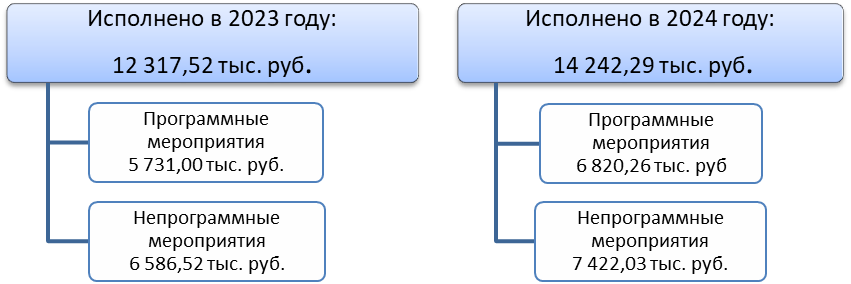 Исполнено в 2023 году:
12 317,52 тыс. руб.
Программные
мероприятия
5 731,00 тыс. руб.
Непрограммные
мероприятия
6 586,52 тыс. руб.
Исполнено в 2024 году:
14 242,29 тыс. руб.
Программные
мероприятия
6 820,26 тыс. руб
Непрограммные
мероприятия
7 422,03 тыс. руб.